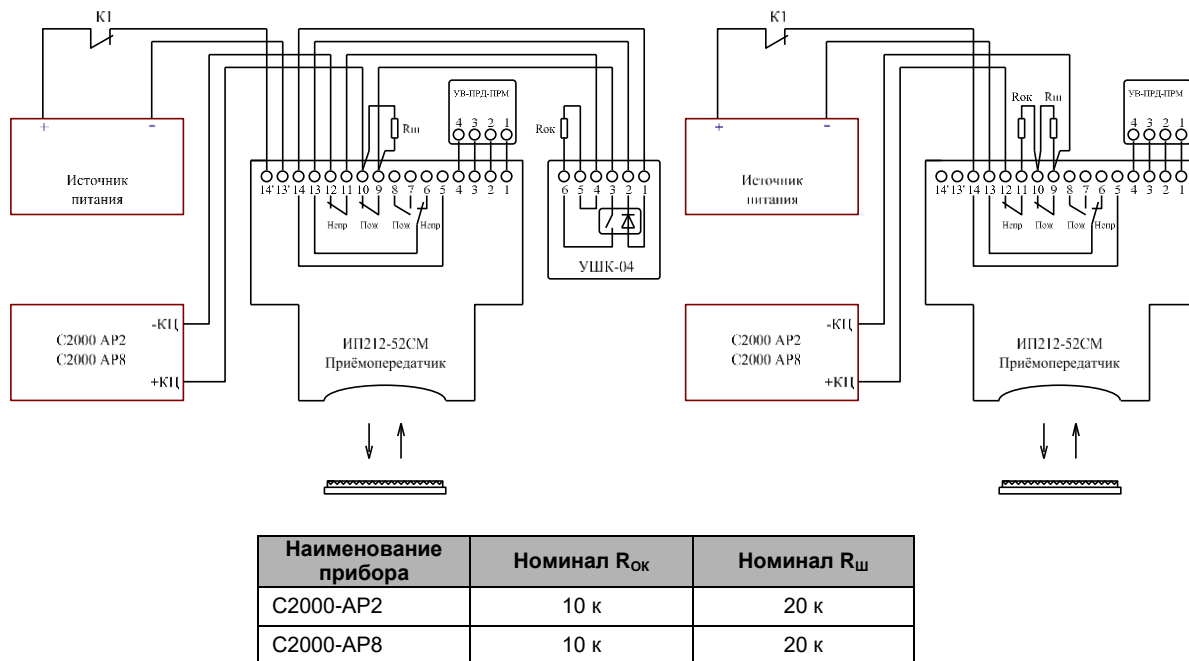 К1
К1
УВ-ПРД-ПРМ
4 3 2 1
Rш
Rок
+ -
Источник
питания
14' 13' 14 13 12 11 10 9 8 7 6 5 4 3 2 1
Непр Пож Пож Непр
6 5 4 3 2 1
УШК-04
С2000 АР2
С2000 АР8
-КЦ
+КЦ
ИП212-52СМ
Приёмопередатчик
УВ-ПРД-ПРМ
4 3 2 1
Rок Rш
+ -
Источник
питания
14' 13' 14 13 12 11 10 9 8 7 6 5 4 3 2 1
Непр Пож Пож Непр
С2000 АР2
С2000 АР8
-КЦ
+КЦ
ИП212-52СМ
Приёмопередатчик
Наименование прибора Номинал RОК Номинал RШ
С2000-АР2 10 к 20 к
С2000-АР8 10 к 20 к